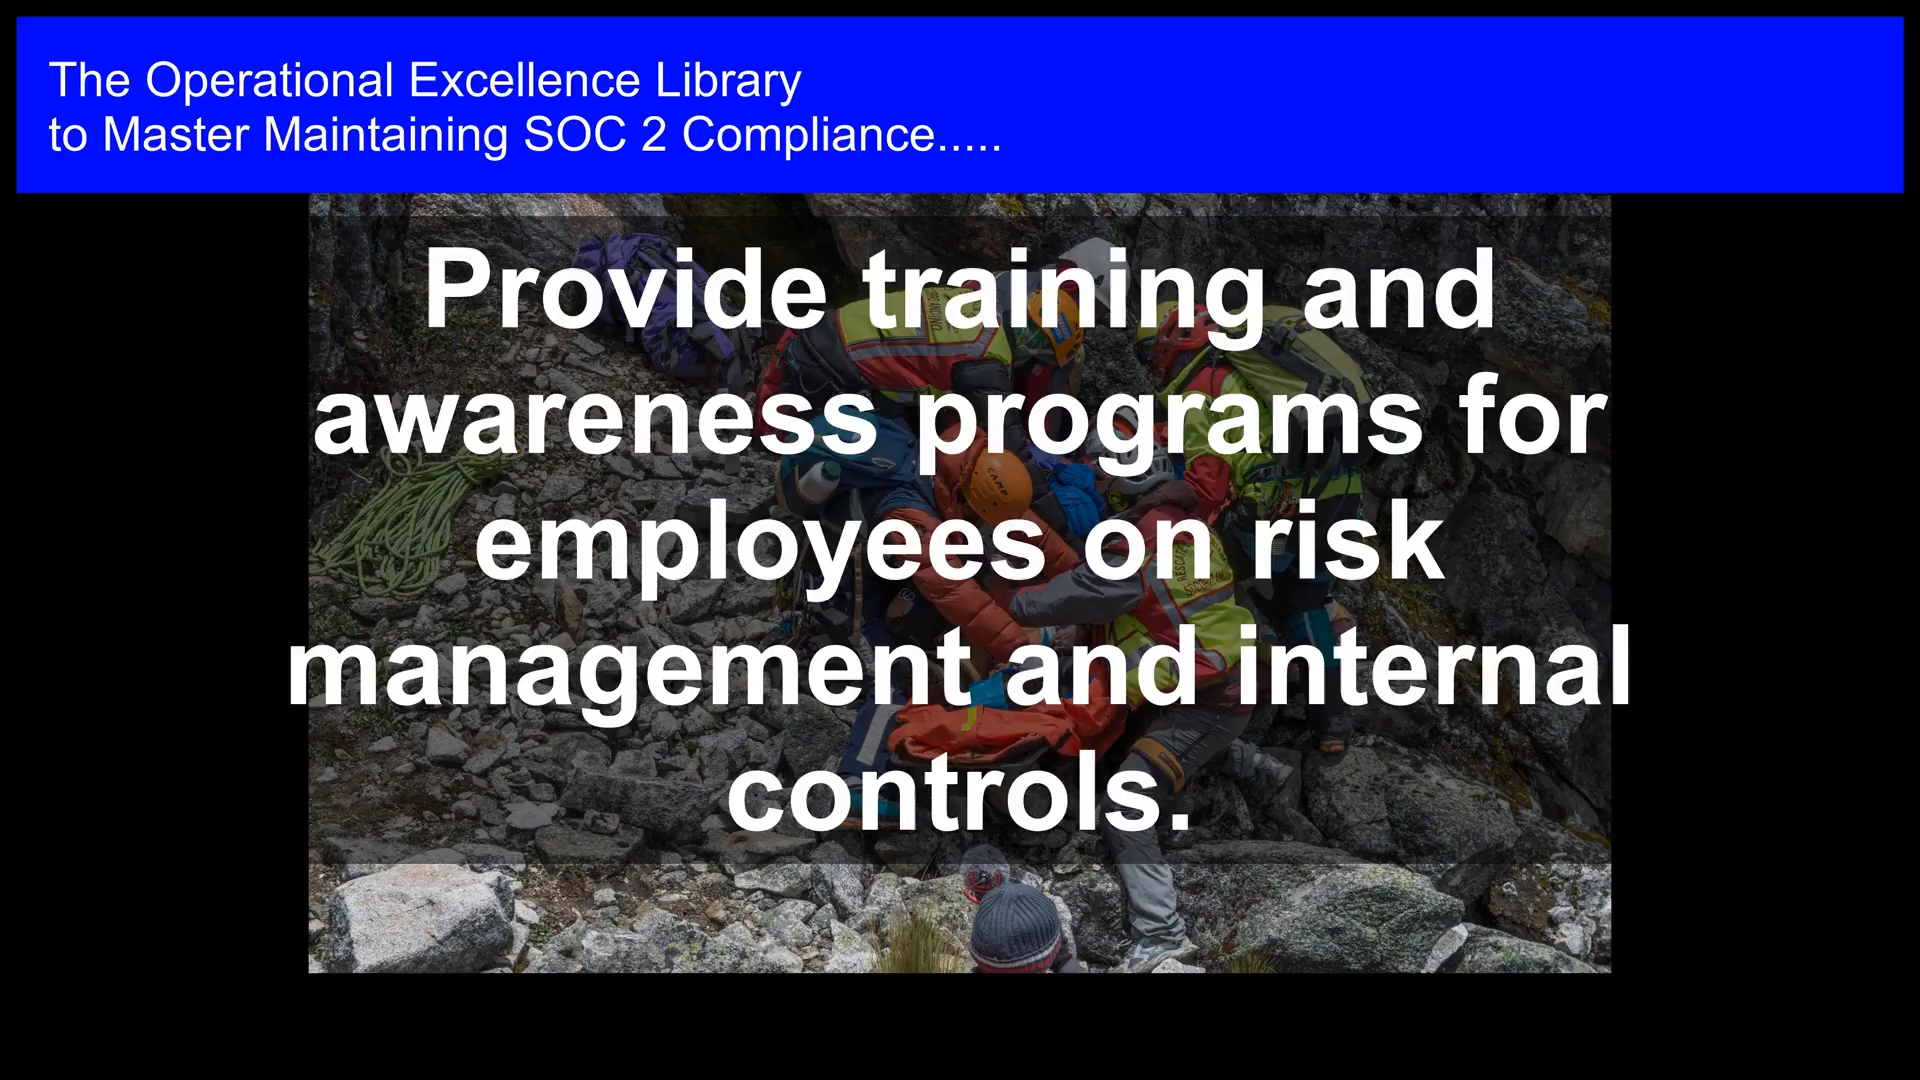 The Operational Excellence Library
to Master Maintaining SOC 2 Compliance.....
Provide training and
awareness programs for
employees on risk
management and internal
controls.
CAMP